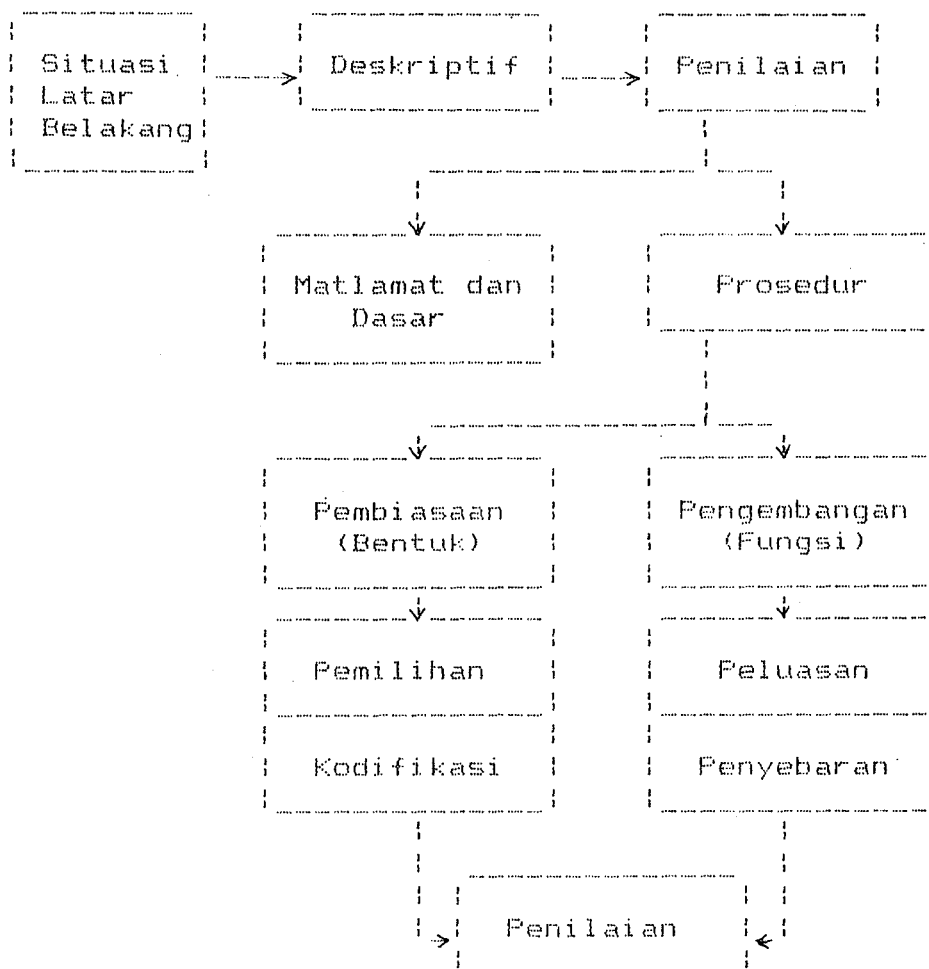 Situasi
Latar
Belakang
Deskriptif
Penilaian
Matlamat dan
Dasar
Prosedur
Pembiasaan
(Bentuk)
Pengembangan
(Fungsi)
Pemilihan
Peluasan
Kodifikasi
Penyebaran
Penilaian